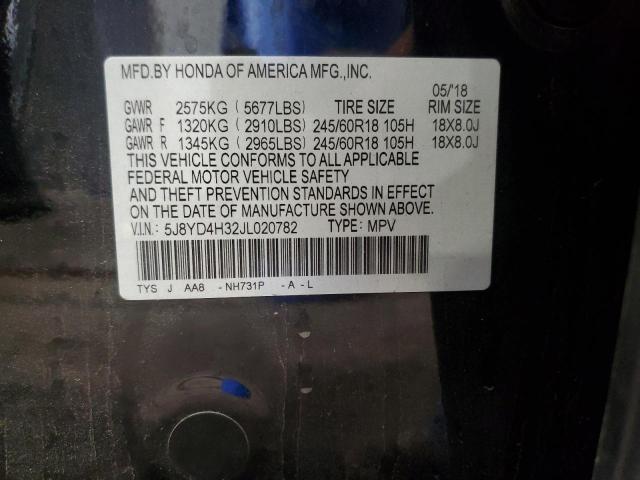 MFD.BY HONDA OF AMERICA MFG.,INC.
05/'18
GVWR 2575KG (5677LBS) TIRE SIZE RIM SIZE
GAWR F 1320KG (2910LBS) 245/60R18 105H 18X8.0J
GAWR R 1345KG (2965LBS) 245/60R18 105H 18X8.0J
THIS VEHICLE CONFORMS TO ALL APPLICABLE
FEDERAL MOTOR VEHICLE SAFETY
AND THEFT PREVENTION STANDARDS IN EFFECT
ON THE DATE OF MANUFACTURE SHOWN ABOVE.
V.I.N.: 5J8YD4H32JL020782 TYPE: MPV
TYS J AA8 -NH731P -A-L